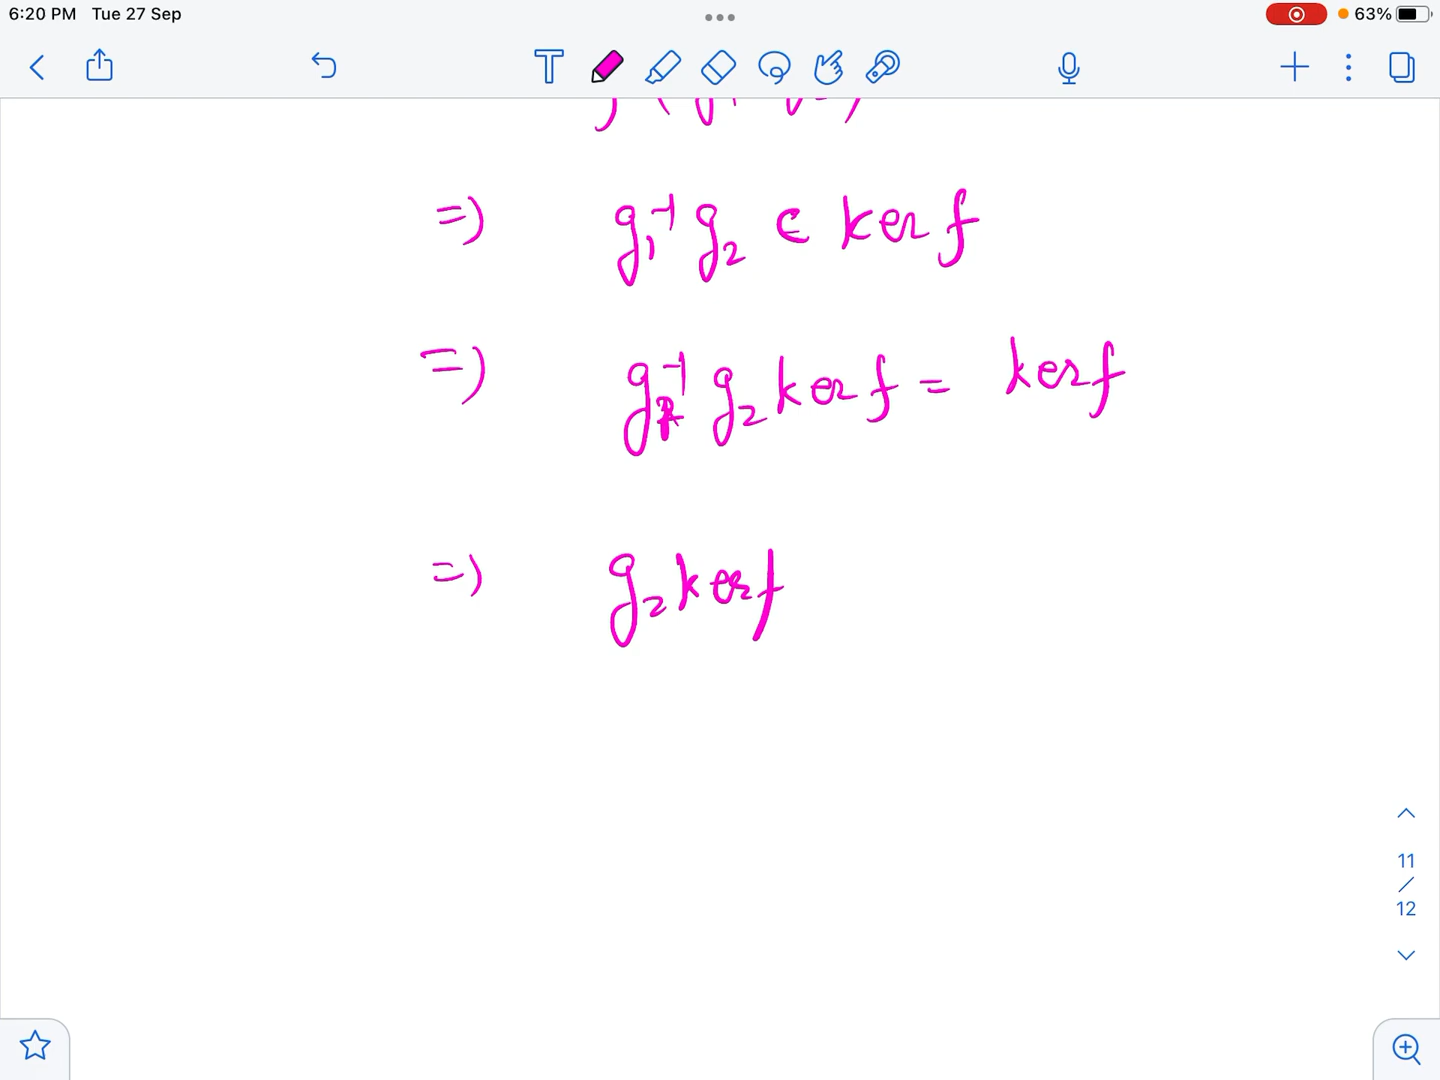 6:20 PM Tue 27 Sep 63%
T
=) g₁⁻¹ g₂ ∈ ker f
=) g₁⁻¹ g₂ ker f = ker f
=) g₂ ker f
11
/
12